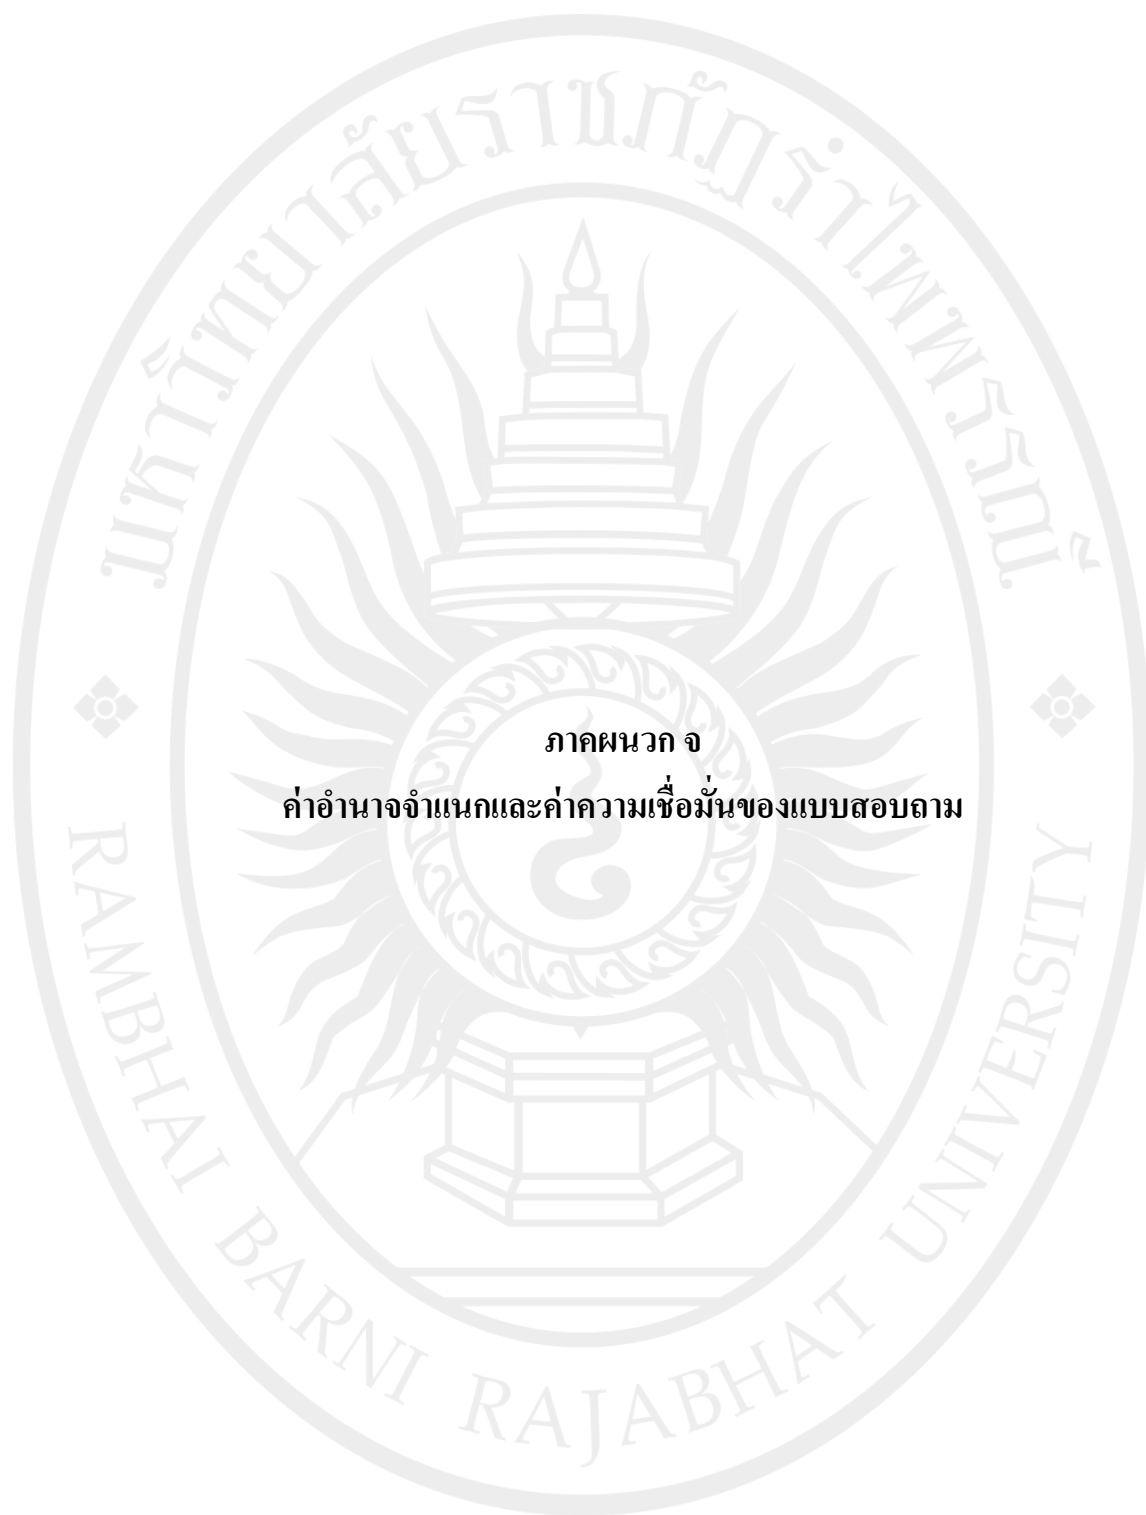 มหาวิทยาลัยราชภัฏรำไพพรรณี
ภาคผนวก จ
ค่าอำนาจจำแนกและค่าความเชื่อมั่นของแบบสอบถาม
RAMBHAI BARNI RAJABHAT UNIVERSITY